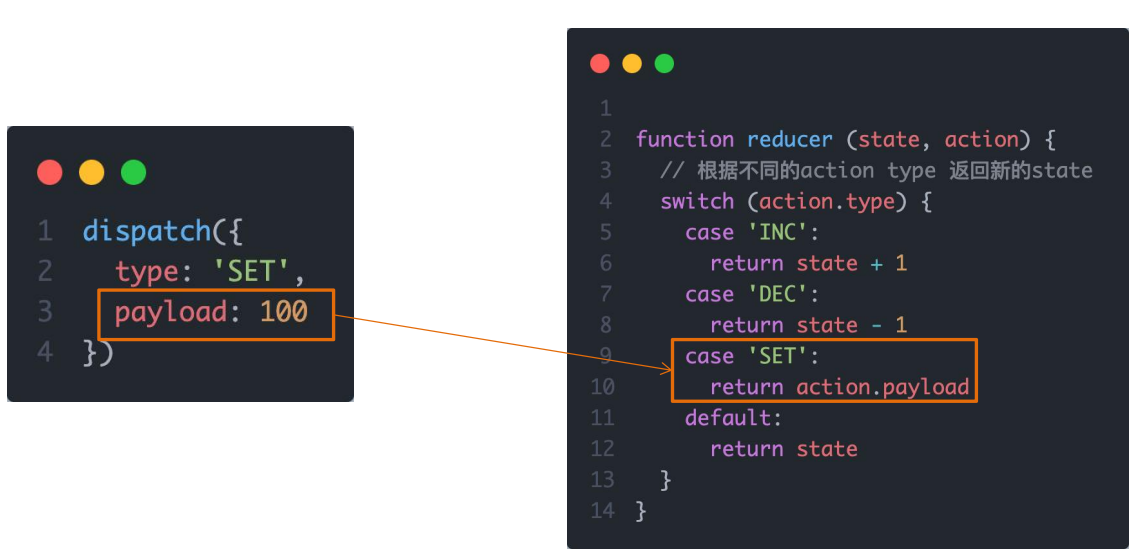 1 dispatch({
2 type: 'SET',
3 payload: 100
4 })
1
2 function reducer (state, action) {
3 // 根据不同的action type 返回新的state
4 switch (action.type) {
5 case 'INC':
6 return state + 1
7 case 'DEC':
8 return state - 1
9 case 'SET':
10 return action.payload
11 default:
12 return state
13 }
14 }